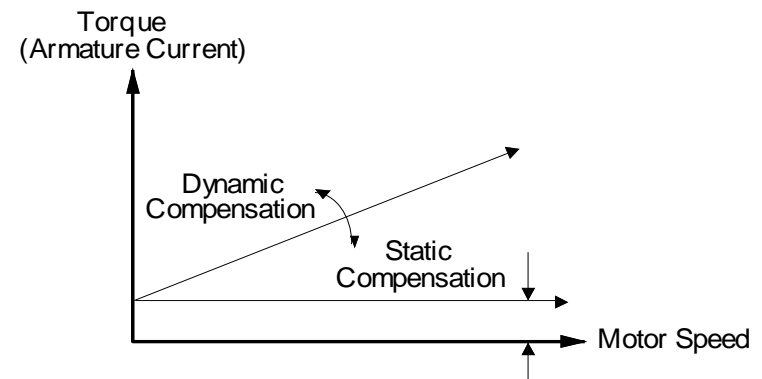 Torque
(Armature Current)
Dynamic
Compensation
Static
Compensation
Motor Speed